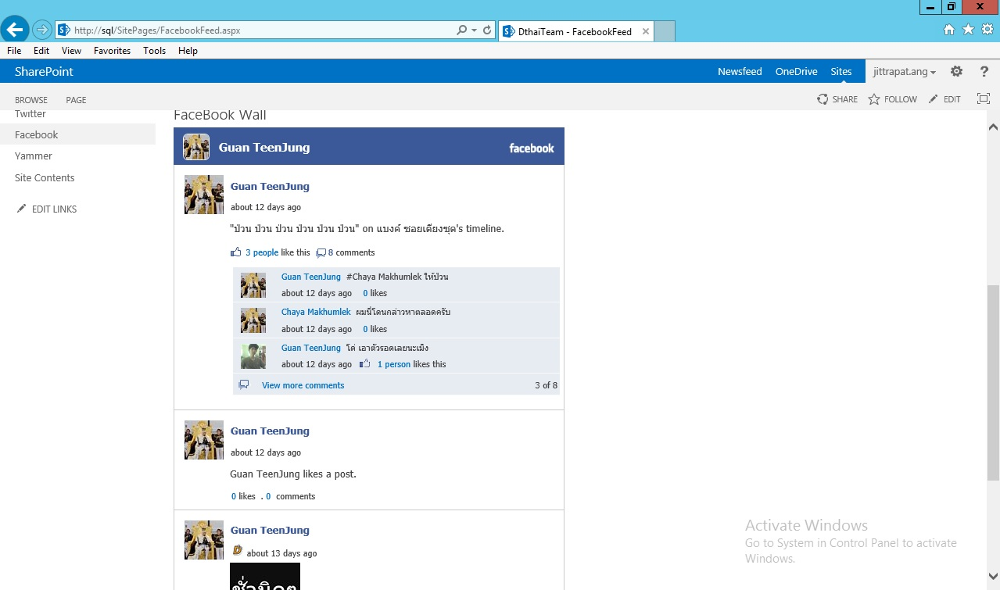 http://sql/SitePages/FacebookFeed.aspx
DthaiTeam - FacebookFeed
File Edit View Favorites Tools Help
SharePoint
Newsfeed OneDrive Sites jittrapat.ang ?
BROWSE PAGE
SHARE FOLLOW EDIT
Twitter
Facebook
Yammer
Site Contents
EDIT LINKS
FaceBook Wall
Guan TeenJung facebook
Guan TeenJung
about 12 days ago
"ป่วน ป่วน ป่วน ป่วน ป่วน ป่วน" on แบงค์ ซอยเตียงซุด's timeline.
3 people like this 8 comments
Guan TeenJung #Chaya Makhumlek ให้ป่วน
about 12 days ago 0 likes
Chaya Makhumlek ผมนี่โดนกล่าวหาตลอดครับ
about 12 days ago 0 likes
Guan TeenJung โด่ เอาตัวรอดเลยนะเมิง
about 12 days ago 1 person likes this
View more comments 3 of 8
Guan TeenJung
about 12 days ago
Guan TeenJung likes a post.
0 likes . 0 comments
Guan TeenJung
about 13 days ago
Activate Windows
Go to System in Control Panel to activate
Windows.